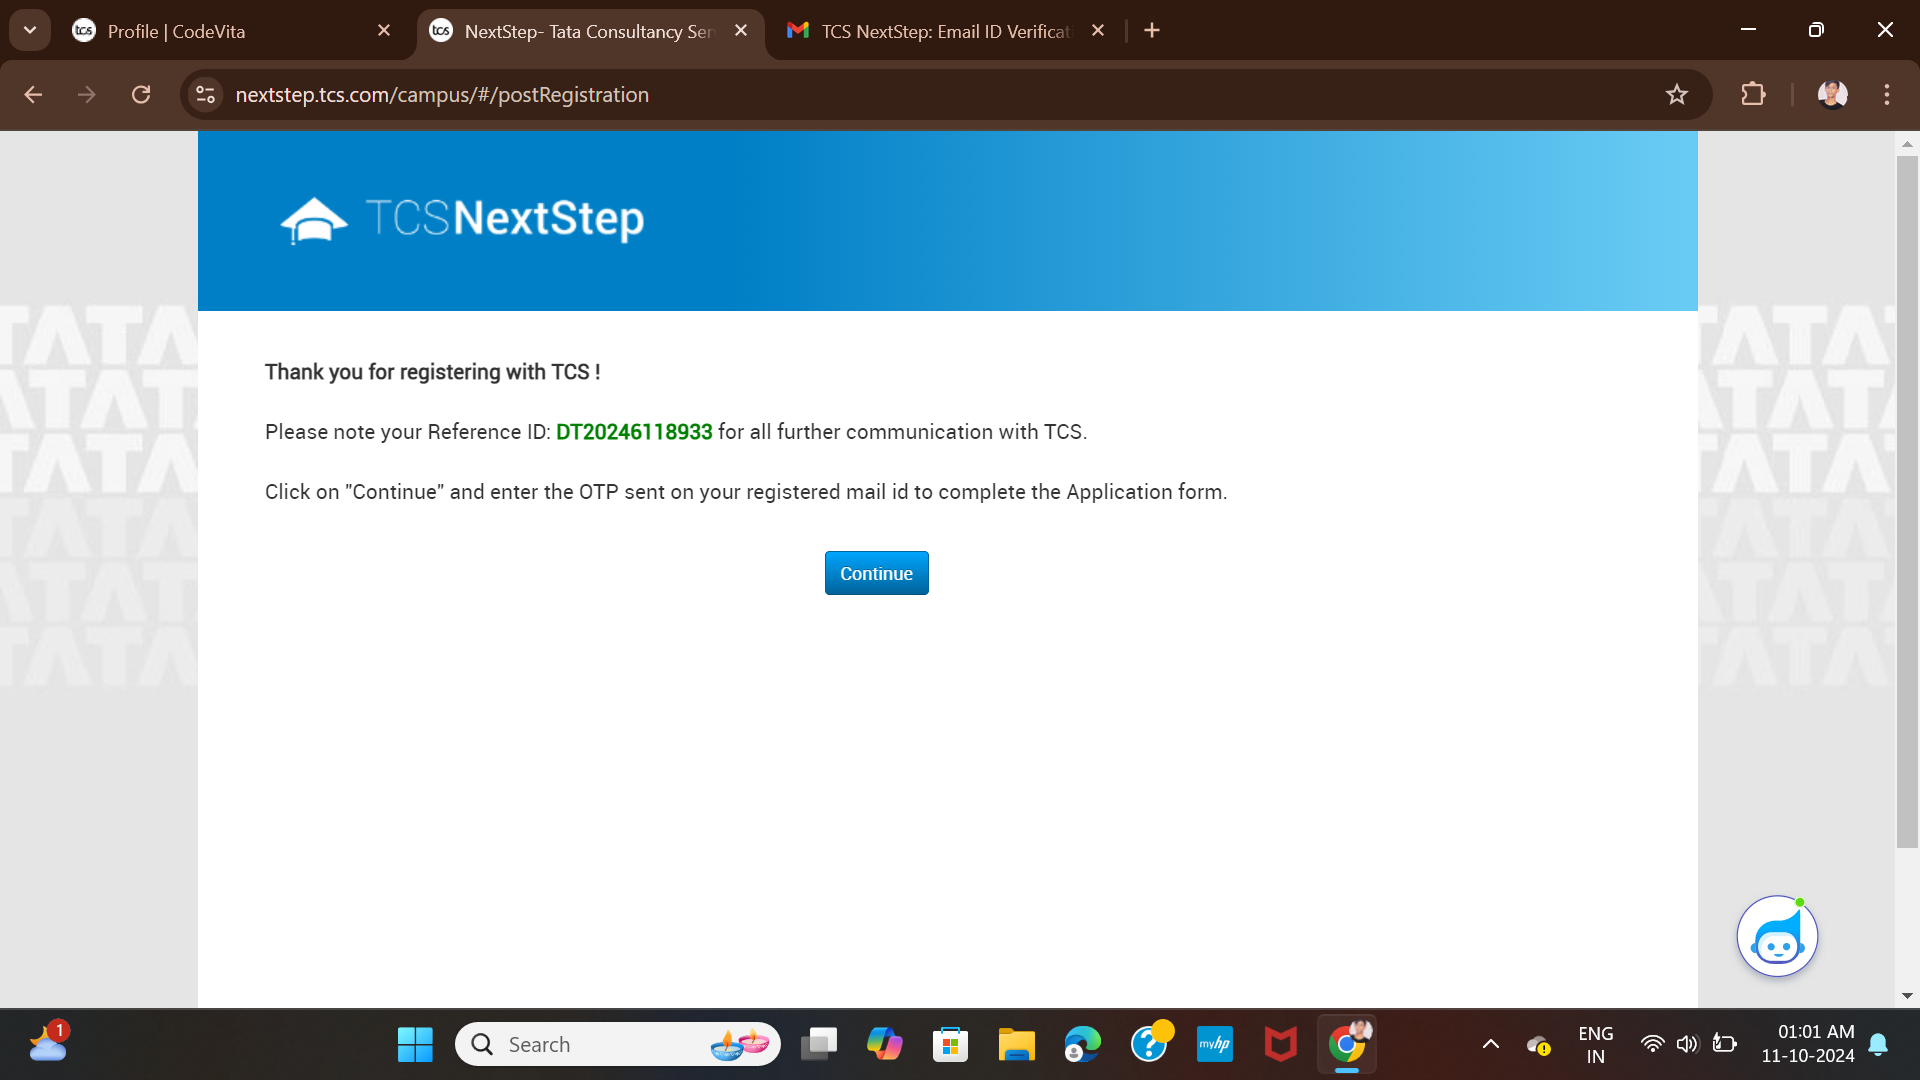 Profile | CodeVita
NextStep- Tata Consultancy Ser
TCS NextStep: Email ID Verificati
nextstep.tcs.com/campus/#/postRegistration
TCSNextStep
Thank you for registering with TCS !
Please note your Reference ID: DT20246118933 for all further communication with TCS.
Click on "Continue" and enter the OTP sent on your registered mail id to complete the Application form.
Continue
1
Search
myhp
ENG
IN
01:01 AM
11-10-2024